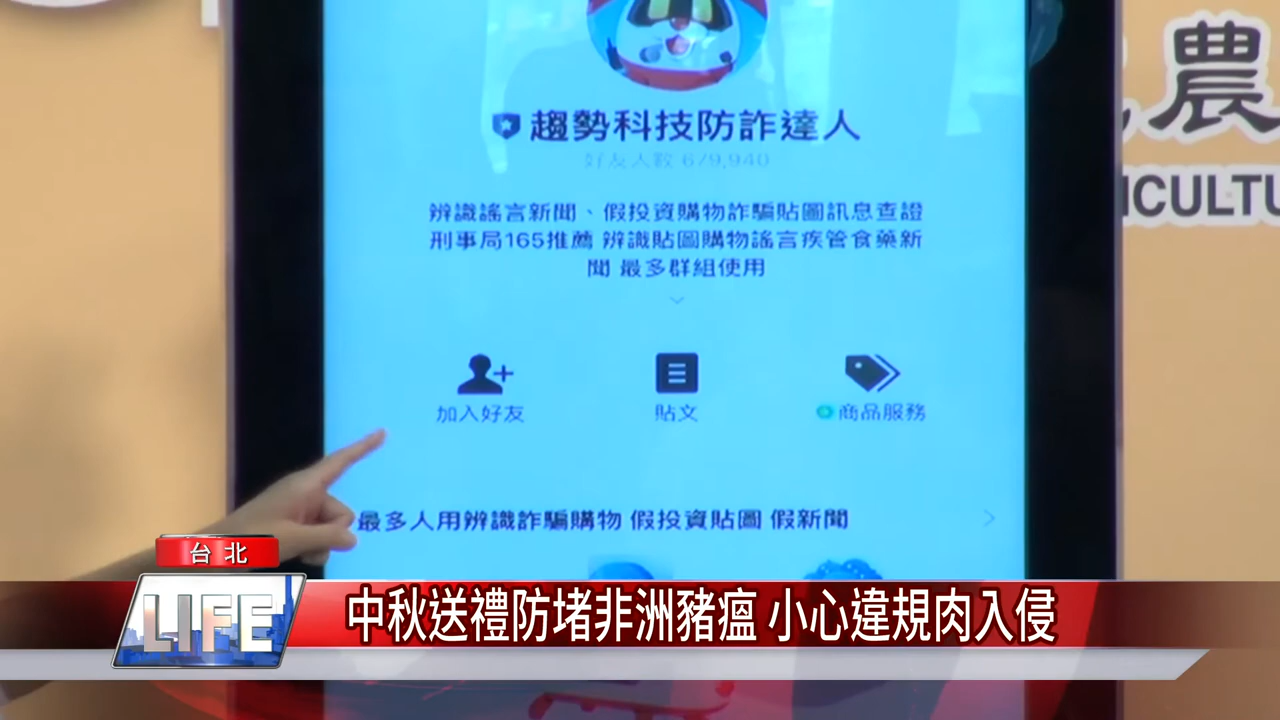 農
ICULTU
趨勢科技防詐達人
好友人數 679,940
辨識謠言新聞、假投資購物詐騙貼圖訊息查證
刑事局165推薦 辨識貼圖購物謠言疾管食藥新
聞 最多群組使用
加入好友
貼文
商品服務
最多人用辨識詐騙購物 假投資貼圖 假新聞
台北
LIFE
中秋送禮防堵非洲豬瘟 小心違規肉入侵